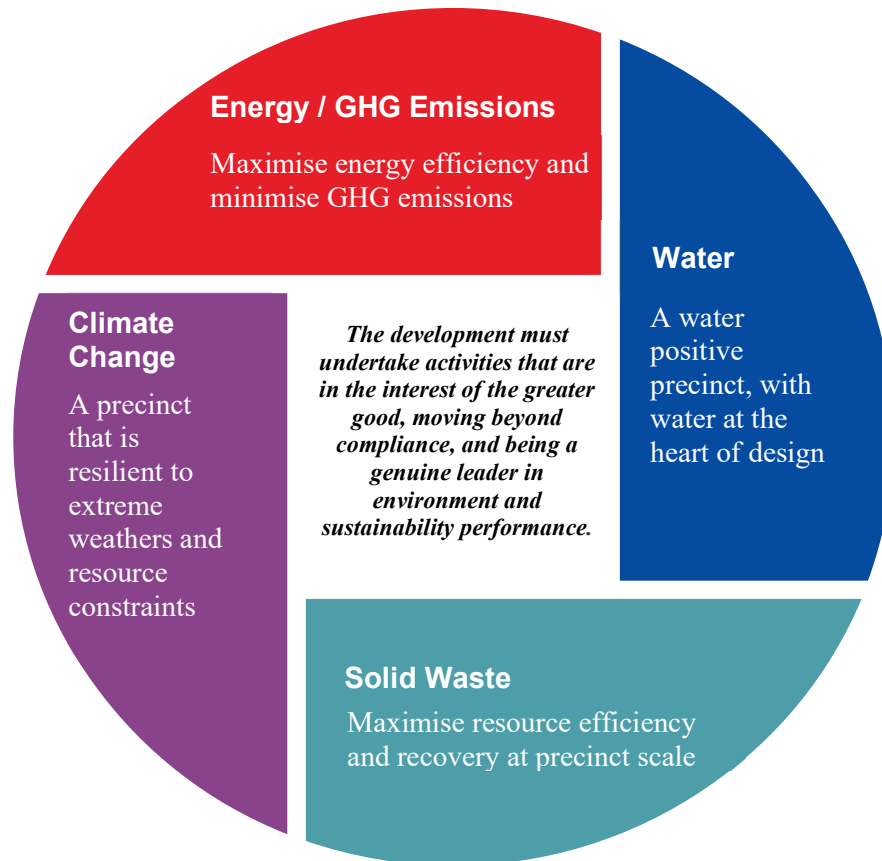 Energy / GHG Emissions
Maximise energy efficiency and
minimise GHG emissions
Water
A water
positive
precinct, with
water at the
heart of design
Climate
Change
A precinct
that is
resilient to
extreme
weathers and
resource
constraints
The development must
undertake activities that are
in the interest of the greater
good, moving beyond
compliance, and being a
genuine leader in
environment and
sustainability performance.
Solid Waste
Maximise resource efficiency
and recovery at precinct scale